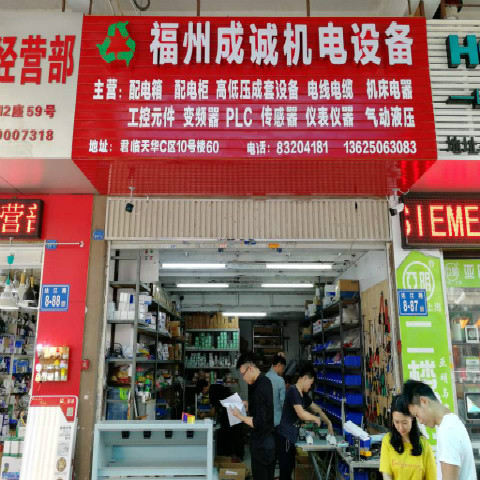 经营部
59号
9007318
福州成诚机电设备
主营：配电箱 配电柜 高低压成套设备 电线电缆 机床电器
工控元件 变频器 PLC 传感器 仪表仪器 气动液压
地址：君临天华C区10号楼60 电话：83204181 13625063083
营部
SIEME
8-88
8-87
二楼